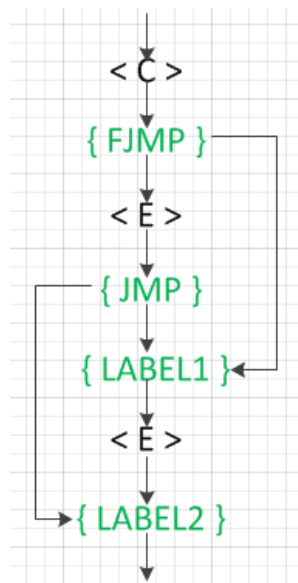 < C >
{ FJMP }
< E >
{ JMP }
{ LABEL1 }
< E >
{ LABEL2 }